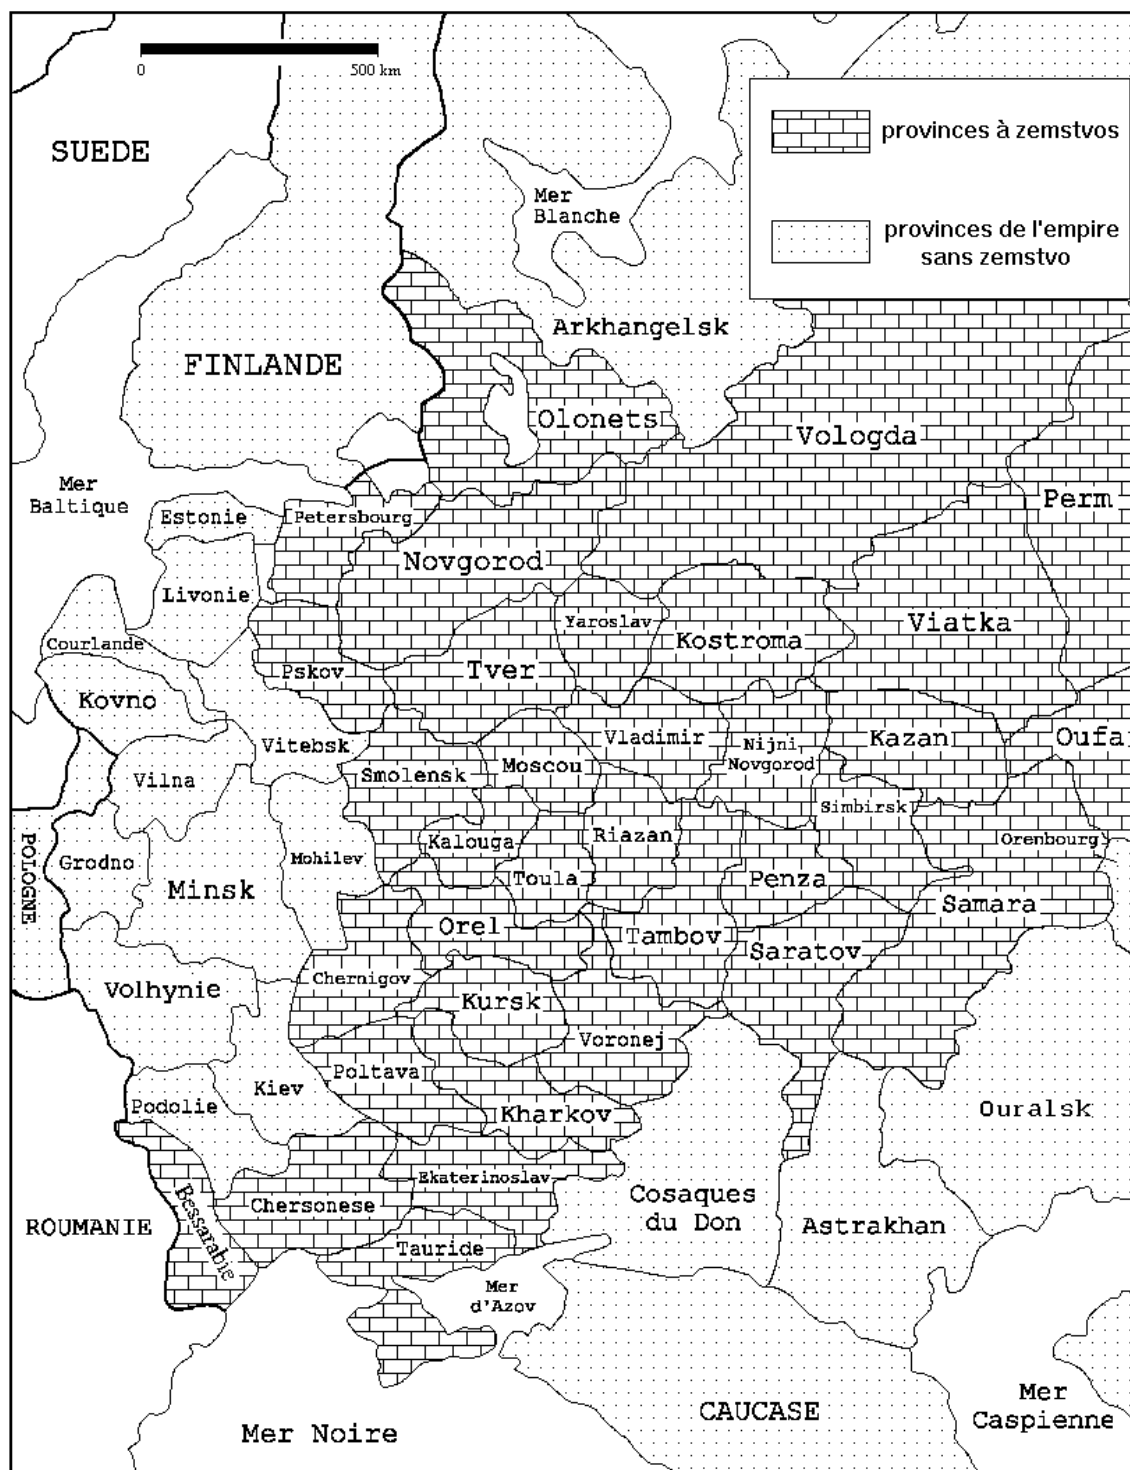 0
500 km
provinces à zemstvos
SUEDE
Mer
Blanche
provinces de l'empire
sans zemstvo
Arkhangelsk
FINLANDE
Olonets
Vologda
Mer
Baltique
Perm
Estonie
Petersbourg
Novgorod
Livonie
Yaroslav
Viatka
Courlande
Kostroma
Pskov
Tver
Kovno
Vitebsk
Vladimir
Nijni
Novgorod
Kazan
Oufa
Vilna
Smolensk
Moscou
Simbirsk
POLOGNE
Grodno
Mohilev
Kalouga
Riazan
Orenbourg
Minsk
Toula
Penza
Samara
Orel
Tambov
Saratov
Volhynie
Chernigov
Kursk
Voronej
Kiev
Poltava
Podolie
Kharkov
Ouralsk
Ekaterinoslav
Bessarabie
Chersonese
Cosaques
du Don
ROUMANIE
Astrakhan
Tauride
Mer
d'Azov
Mer Noire
CAUCASE
Mer
Caspienne